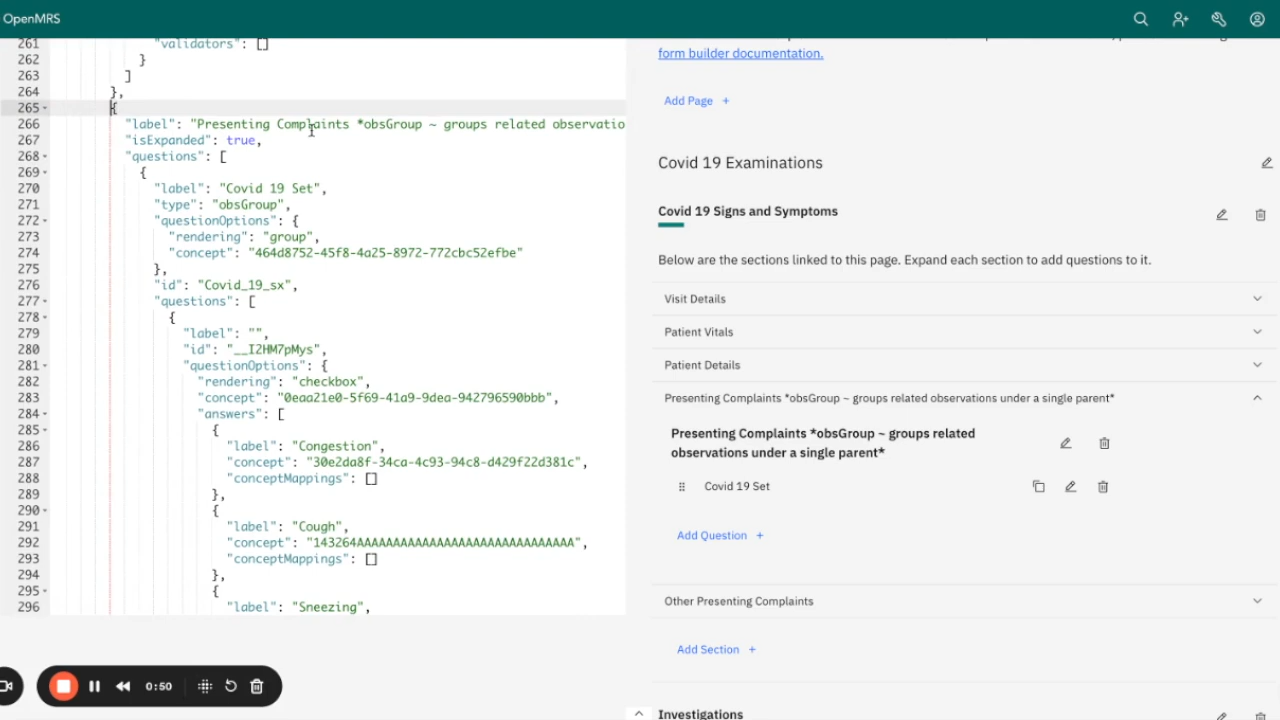 OpenMRS
261 "validators": []
262 }
263 ]
264 },
265 {
266 "label": "Presenting Complaints *obsGroup ~ groups related observatio
267 "isExpanded": true,
268 "questions": [
269 {
270 "label": "Covid 19 Set",
271 "type": "obsGroup",
272 "questionOptions": {
273 "rendering": "group",
274 "concept": "464d8752-45f8-4a25-8972-772cbc52efbe"
275 },
276 "id": "Covid_19_sx",
277 "questions": [
278 {
279 "label": "",
280 "id": "__I2HM7pMys",
281 "questionOptions": {
282 "rendering": "checkbox",
283 "concept": "0eaa21e0-5f69-41a9-9dea-942796590bbb",
284 "answers": [
285 {
286 "label": "Congestion",
287 "concept": "30e2da8f-34ca-4c93-94c8-d429f22d381c",
288 "conceptMappings": []
289 },
290 {
291 "label": "Cough",
292 "concept": "143264AAAAAAAAAAAAAAAAAAAAAAAAAAAAAA",
293 "conceptMappings": []
294 },
295 {
296 "label": "Sneezing",
form builder documentation.
Add Page +
Covid 19 Examinations
Covid 19 Signs and Symptoms
Below are the sections linked to this page. Expand each section to add questions to it.
Visit Details
Patient Vitals
Patient Details
Presenting Complaints *obsGroup ~ groups related observations under a single parent*
Presenting Complaints *obsGroup ~ groups related
observations under a single parent*
Covid 19 Set
Add Question +
Other Presenting Complaints
Add Section +
Investigations
0:50